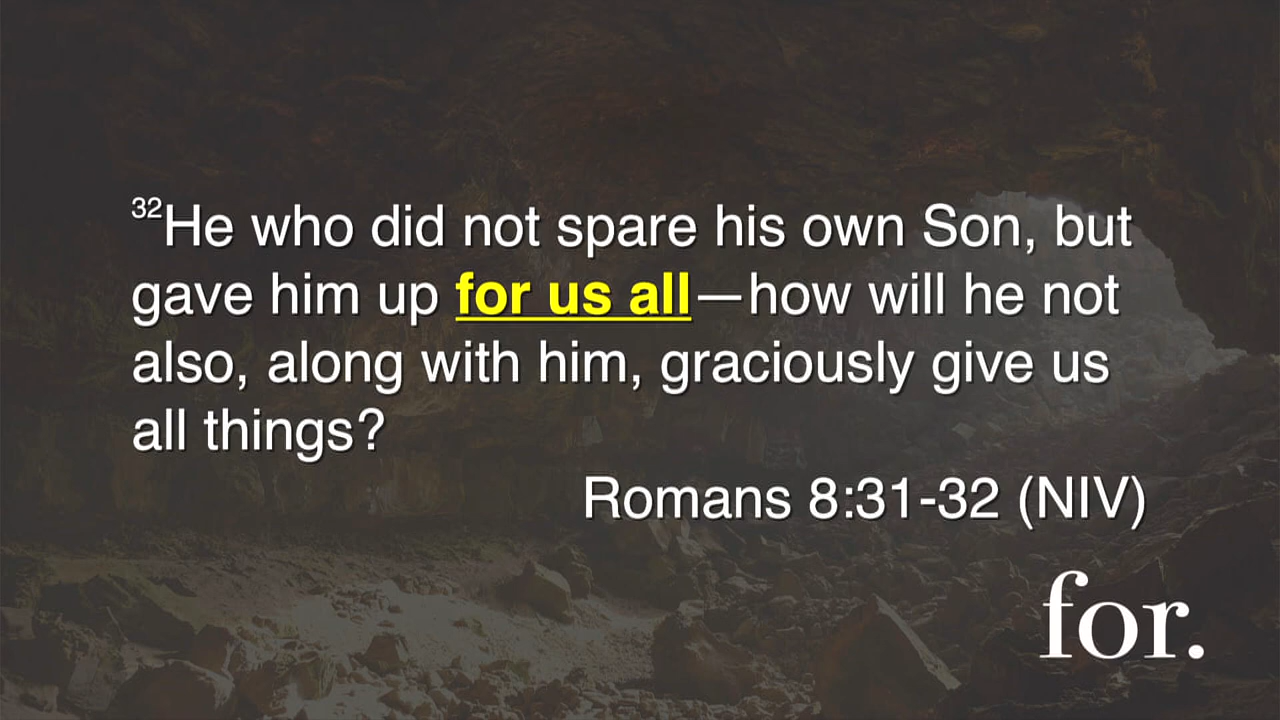 32He who did not spare his own Son, but
gave him up for us all—how will he not
also, along with him, graciously give us
all things?
Romans 8:31-32 (NIV)
for.